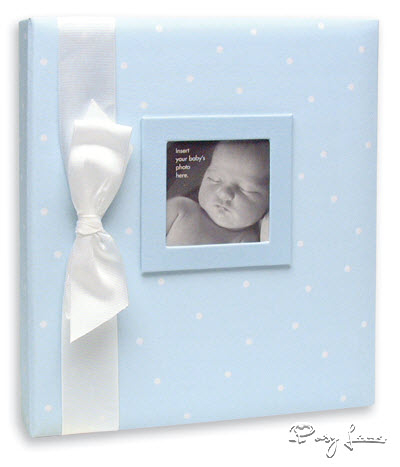 Insert
your baby's
photo
here.
Posy Lane